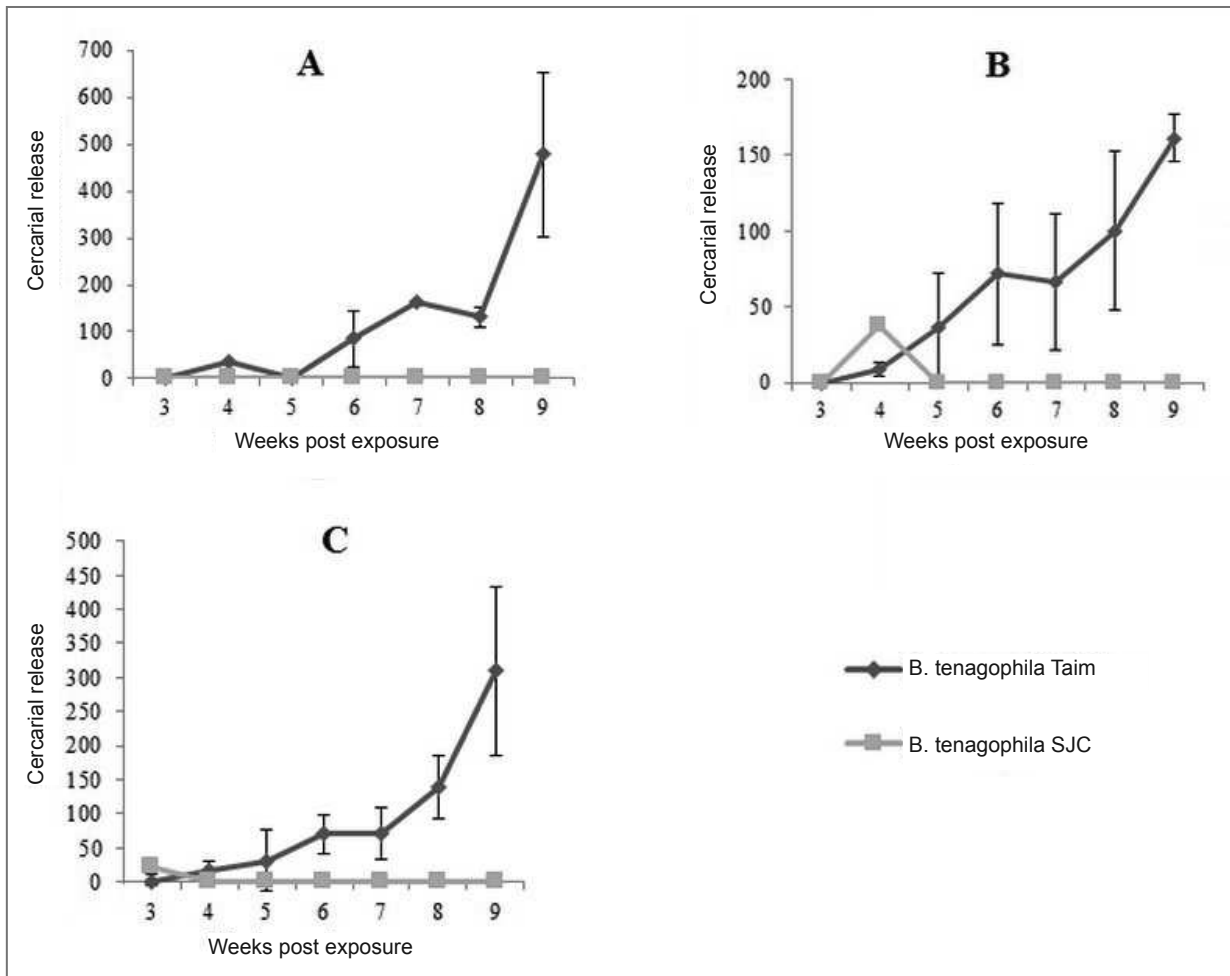 A
700
600
500
400
300
200
100
0
Cercarial release
3 4 5 6 7 8 9
Weeks post exposure
B
200
150
100
50
0
Cercarial release
3 4 5 6 7 8 9
Weeks post exposure
C
500
450
400
350
300
250
200
150
100
50
0
Cercarial release
3 4 5 6 7 8 9
Weeks post exposure
B. tenagophila Taim
B. tenagophila SJC